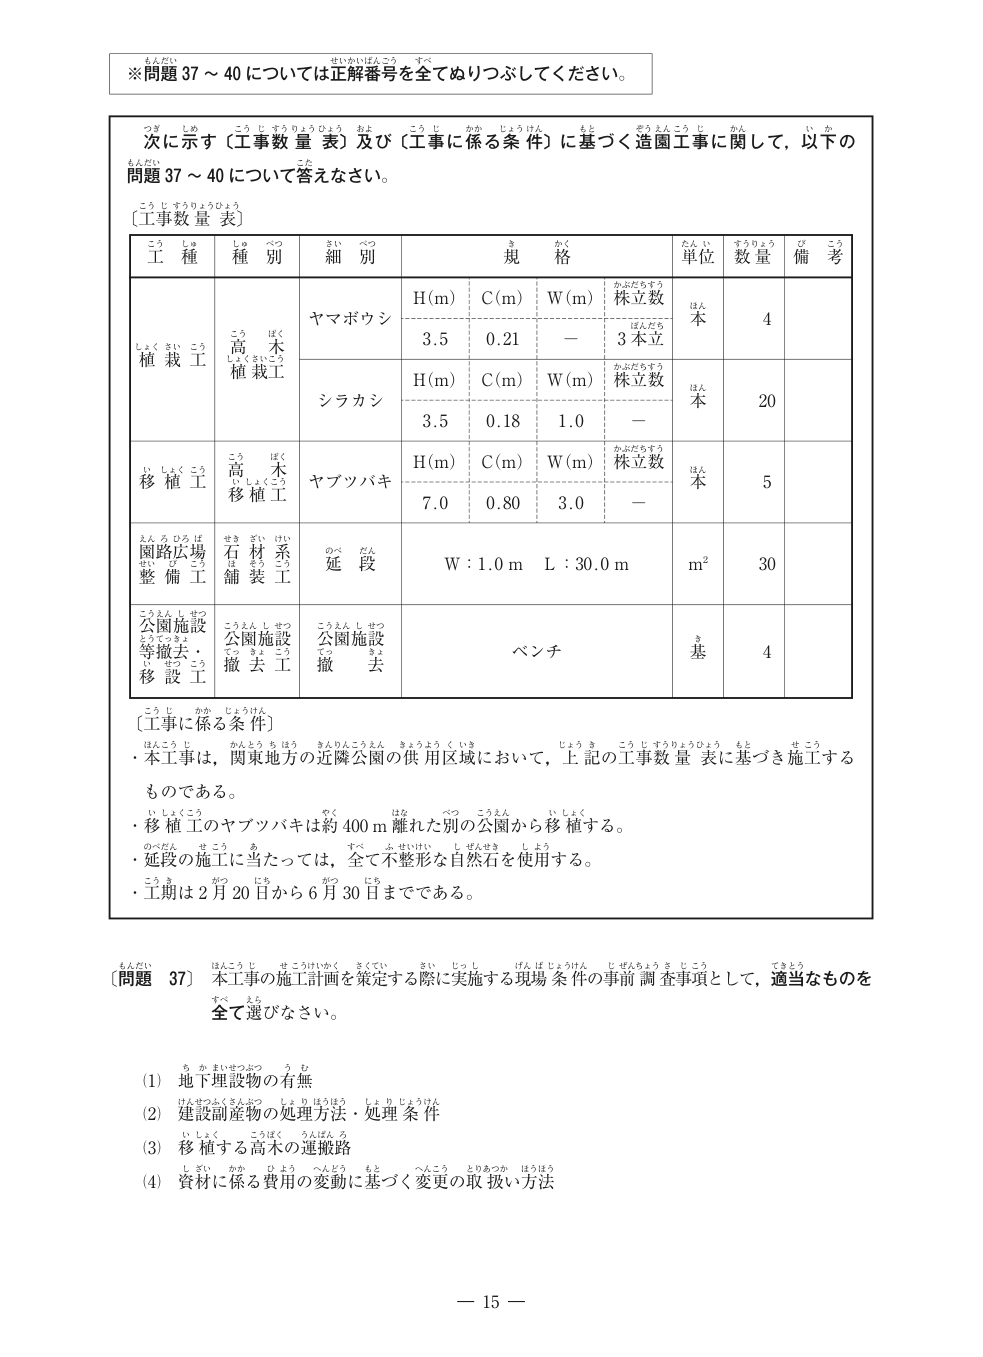 ※問題 37 ～ 40 については正解番号を全てぬりつぶしてください。
次に示す〔工事数量表〕及び〔工事に係る条件〕に基づく造園工事に関して，以下の
問題 37 ～ 40 について答えなさい。
〔工事数量表〕
工 種 種 別 細 別 規 格 単位 数量 備 考
植栽工 高木植栽工 ヤマボウシ H(m) C(m) W(m) 株立数 本 4
3.5 0.21 ― 3 本立
シラカシ H(m) C(m) W(m) 株立数 本 20
3.5 0.18 1.0 ―
移植工 高木移植工 ヤブツバキ H(m) C(m) W(m) 株立数 本 5
7.0 0.80 3.0 ―
園路広場整備工 石材系舗装工 延段 W：1.0 m L：30.0 m m² 30
公園施設等撤去・移設工 公園施設撤去工 公園施設撤去 ベンチ 基 4
〔工事に係る条件〕
・本工事は，関東地方の近隣公園の供用区域において，上記の工事数量表に基づき施工する
ものである。
・移植工のヤブツバキは約 400 m 離れた別の公園から移植する。
・延段の施工に当たっては，全て不整形な自然石を使用する。
・工期は 2 月 20 日から 6 月 30 日までである。
〔問題 37〕 本工事の施工計画を策定する際に実施する現場条件の事前調査事項として，適当なものを
全て選びなさい。
(1) 地下埋設物の有無
(2) 建設副産物の処理方法・処理条件
(3) 移植する高木の運搬路
(4) 資材に係る費用の変動に基づく変更の取扱い方法
― 15 ―